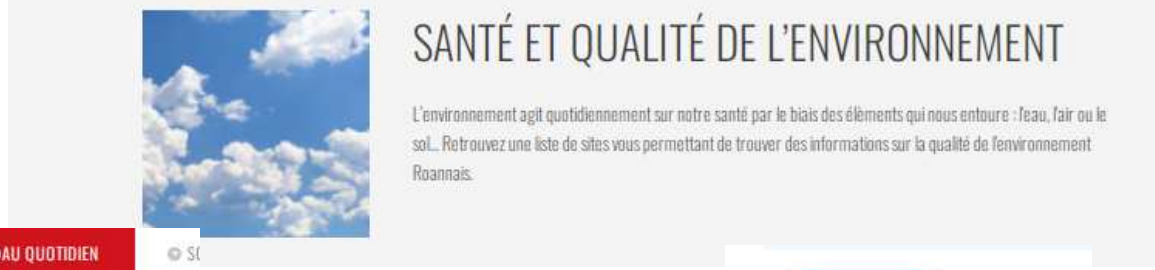 SANTÉ ET QUALITÉ DE L'ENVIRONNEMENT
L'environnement agit quotidiennement sur notre santé par le biais des élèments qui nous entoure : l'eau, l'air ou le
sol... Retrouvez une liste de sites vous permettant de trouver des informations sur la qualité de l'environnement
Roannais.
AU QUOTIDIEN